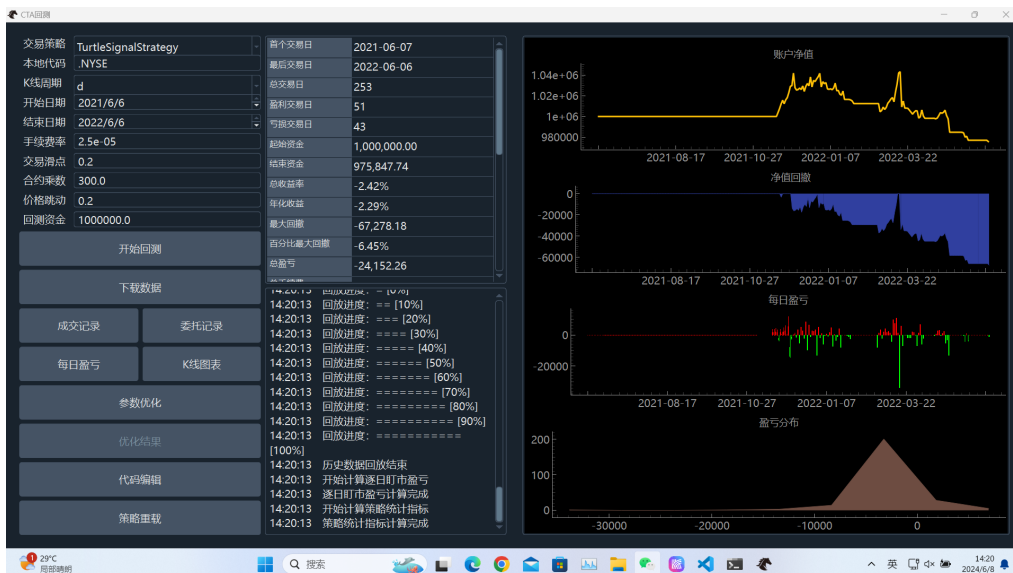 CTA回测
交易策略 TurtleSignalStrategy
本地代码 .NYSE
K线周期 d
开始日期 2021/6/6
结束日期 2022/6/6
手续费率 2.5e-05
交易滑点 0.2
合约乘数 300.0
价格跳动 0.2
回测资金 1000000.0
开始回测
下载数据
成交记录 委托记录
每日盈亏 K线图表
参数优化
优化结果
代码编辑
策略重载
首个交易日 2021-06-07
最后交易日 2022-06-06
总交易日 253
盈利交易日 51
亏损交易日 43
起始资金 1,000,000.00
结束资金 975,847.74
总收益率 -2.42%
年化收益 -2.29%
最大回撤 -67,278.18
百分比最大回撤 -6.45%
总盈亏 -24,152.26
14:20:13 回放进度： = [0%]
14:20:13 回放进度： == [10%]
14:20:13 回放进度： === [20%]
14:20:13 回放进度： ==== [30%]
14:20:13 回放进度： ===== [40%]
14:20:13 回放进度： ====== [50%]
14:20:13 回放进度： ======= [60%]
14:20:13 回放进度： ======== [70%]
14:20:13 回放进度： ========= [80%]
14:20:13 回放进度： ========== [90%]
14:20:13 回放进度： ===========
[100%]
14:20:13 历史数据回放结束
14:20:13 开始计算逐日盯市盈亏
14:20:13 逐日盯市盈亏计算完成
14:20:13 开始计算策略统计指标
14:20:13 策略统计指标计算完成
账户净值
1.04e+06
1.02e+06
1e+06
980000
2021-08-17 2021-10-27 2022-01-07 2022-03-22
净值回撤
0
-20000
-40000
-60000
2021-08-17 2021-10-27 2022-01-07 2022-03-22
每日盈亏
0
-20000
2021-08-17 2021-10-27 2022-01-07 2022-03-22
盈亏分布
200
100
0
-30000 -20000 -10000 0
1
29°C
局部晴朗
搜索
英
14:20
2024/6/8